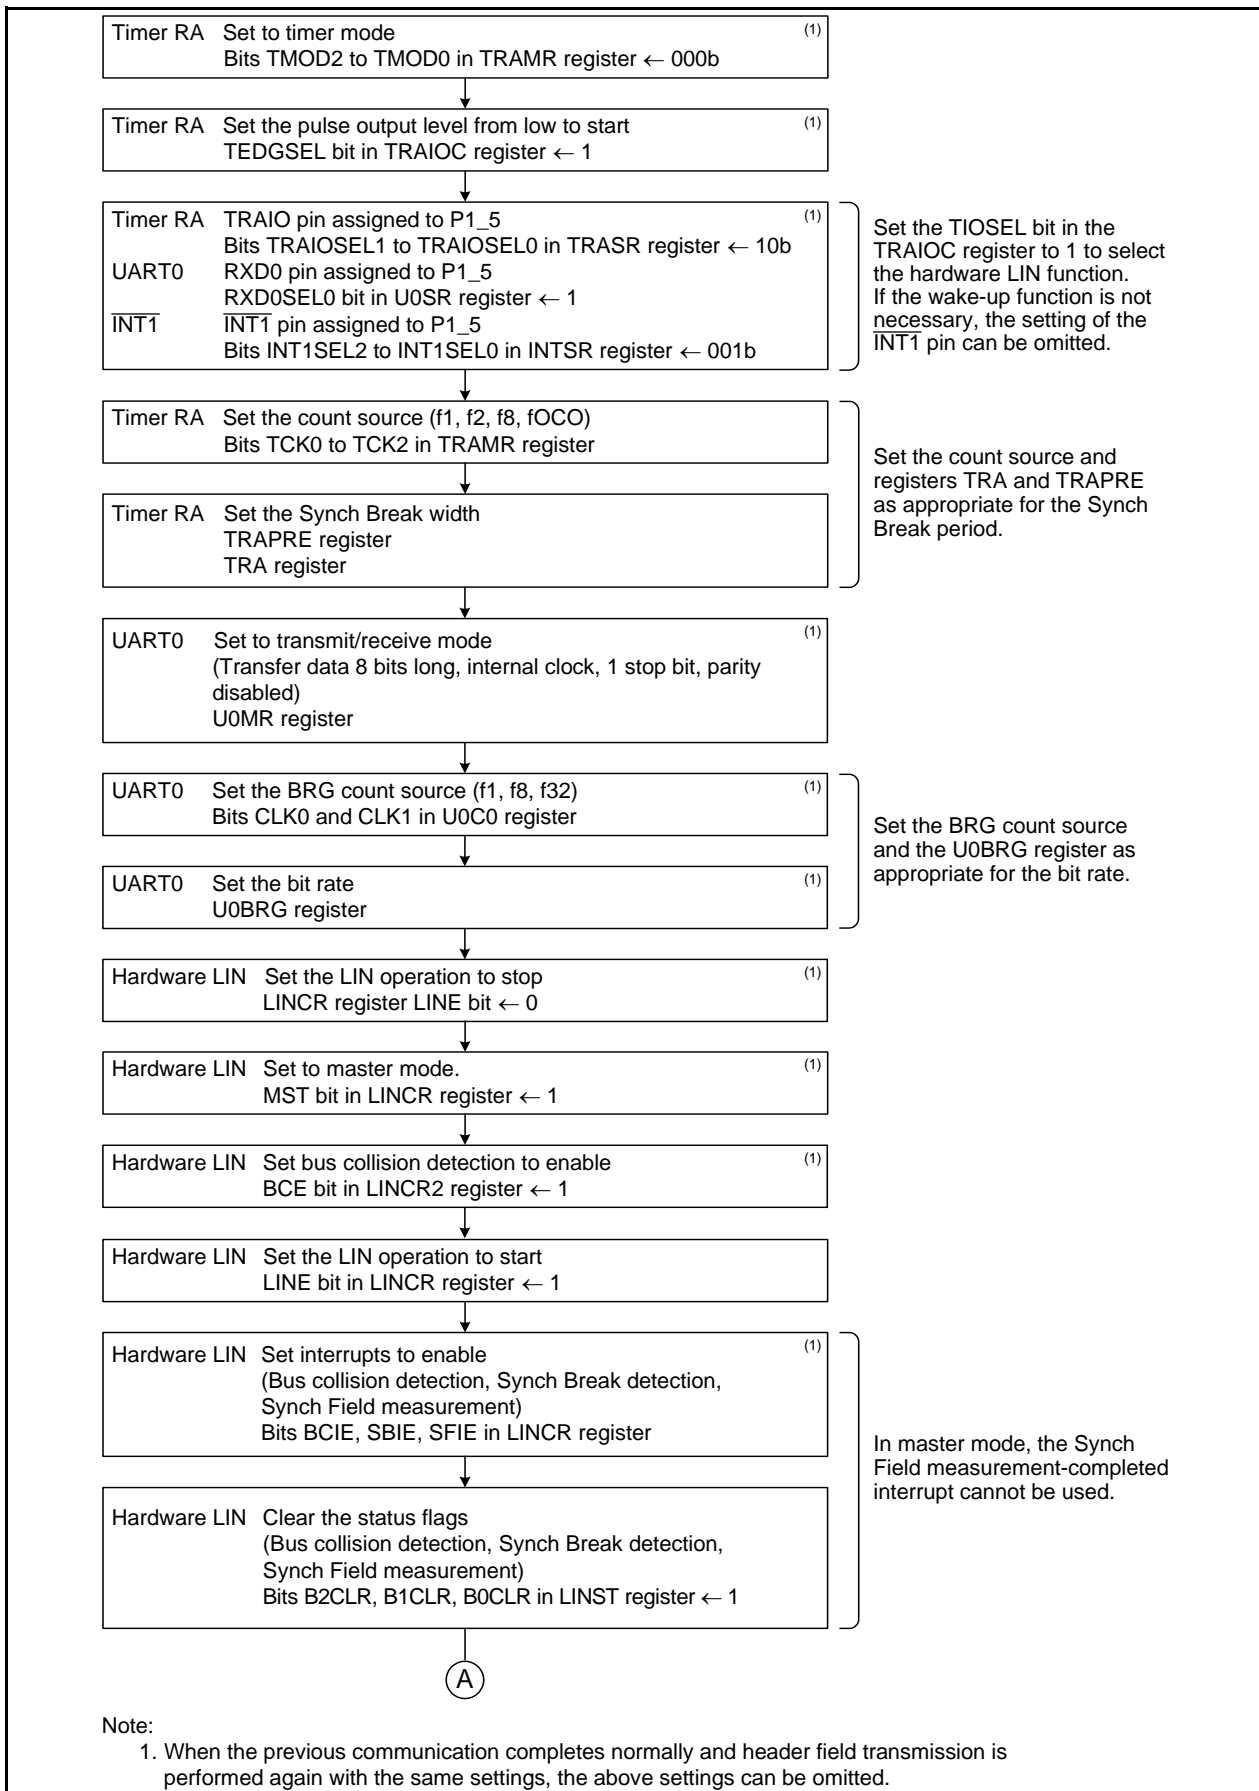 Timer RA Set to timer mode (1)
Bits TMOD2 to TMOD0 in TRAMR register ← 000b
Timer RA Set the pulse output level from low to start (1)
TEDGSEL bit in TRAIOC register ← 1
Timer RA TRAIO pin assigned to P1_5 (1)
Bits TRAIOSEL1 to TRAIOSEL0 in TRASR register ← 10b
UART0 RXD0 pin assigned to P1_5
RXD0SEL0 bit in U0SR register ← 1
INT1 INT1 pin assigned to P1_5
Bits INT1SEL2 to INT1SEL0 in INTSR register ← 001b
Set the TIOSEL bit in the
TRAIOC register to 1 to select
the hardware LIN function.
If the wake-up function is not
necessary, the setting of the
INT1 pin can be omitted.
Timer RA Set the count source (f1, f2, f8, fOCO) (1)
Bits TCK0 to TCK2 in TRAMR register
Timer RA Set the Synch Break width (1)
TRAPRE register
TRA register
Set the count source and
registers TRA and TRAPRE
as appropriate for the Synch
Break period.
UART0 Set to transmit/receive mode (1)
(Transfer data 8 bits long, internal clock, 1 stop bit, parity
disabled)
U0MR register
UART0 Set the BRG count source (f1, f8, f32) (1)
Bits CLK0 and CLK1 in U0C0 register
UART0 Set the bit rate (1)
U0BRG register
Set the BRG count source
and the U0BRG register as
appropriate for the bit rate.
Hardware LIN Set the LIN operation to stop (1)
LINCR register LINE bit ← 0
Hardware LIN Set to master mode. (1)
MST bit in LINCR register ← 1
Hardware LIN Set bus collision detection to enable (1)
BCE bit in LINCR2 register ← 1
Hardware LIN Set the LIN operation to start
LINE bit in LINCR register ← 1
Hardware LIN Set interrupts to enable (1)
(Bus collision detection, Synch Break detection,
Synch Field measurement)
Bits BCIE, SBIE, SFIE in LINCR register
Hardware LIN Clear the status flags
(Bus collision detection, Synch Break detection,
Synch Field measurement)
Bits B2CLR, B1CLR, B0CLR in LINST register ← 1
In master mode, the Synch
Field measurement-completed
interrupt cannot be used.
A
Note:
1. When the previous communication completes normally and header field transmission is
performed again with the same settings, the above settings can be omitted.